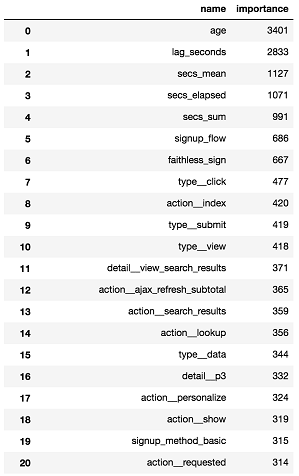 name importance
0 age 3401
1 lag_seconds 2833
2 secs_mean 1127
3 secs_elapsed 1071
4 secs_sum 991
5 signup_flow 686
6 faithless_sign 667
7 type__click 477
8 action__index 420
9 type__submit 419
10 type__view 418
11 detail__view_search_results 371
12 action__ajax_refresh_subtotal 365
13 action__search_results 359
14 action__lookup 356
15 type__data 344
16 detail__p3 332
17 action__personalize 324
18 action__show 319
19 signup_method_basic 315
20 action__requested 314